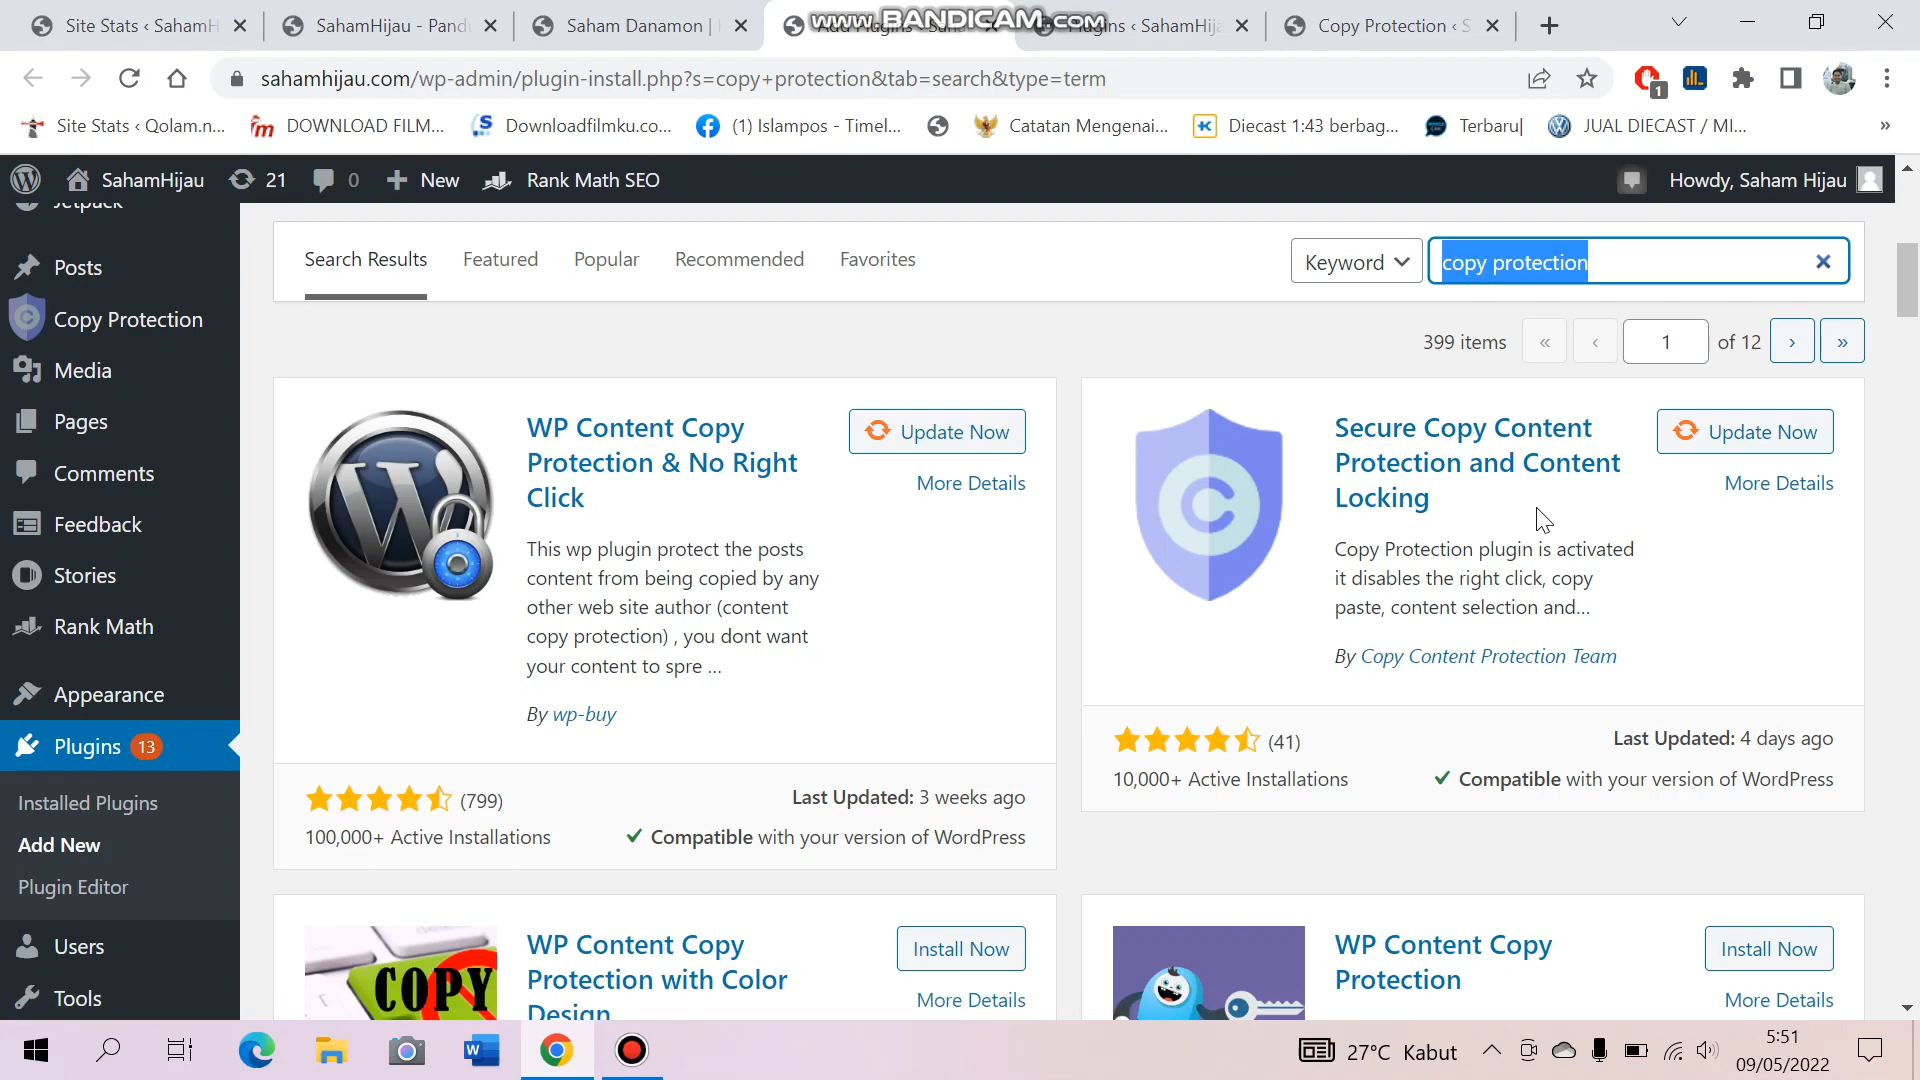 Site Stats ‹ SahamH
SahamHijau - Pandu
Saham Danamon |
www.BANDICAM.com
Plugins ‹ SahamHija
Copy Protection ‹ S
sahamhijau.com/wp-admin/plugin-install.php?s=copy+protection&tab=search&type=term
1
Site Stats ‹ Qolam.n...
DOWNLOAD FILM...
Downloadfilmku.co...
(1) Islampos - Timel...
Catatan Mengenai...
Diecast 1:43 berbag...
Terbaru|
JUAL DIECAST / MI...
»
SahamHijau
21
0
New
Rank Math SEO
Howdy, Saham Hijau
Jetpack
Posts
Copy Protection
Media
Pages
Comments
Feedback
Stories
Rank Math
Appearance
Plugins 13
Installed Plugins
Add New
Plugin Editor
Users
Tools
Search Results
Featured
Popular
Recommended
Favorites
Keyword
copy protection
399 items
«
‹
1
of 12
›
»
WP Content Copy
Protection & No Right
Click
Update Now
More Details
This wp plugin protect the posts
content from being copied by any
other web site author (content
copy protection) , you dont want
your content to spre ...
By wp-buy
(799)
100,000+ Active Installations
Last Updated: 3 weeks ago
Compatible with your version of WordPress
Secure Copy Content
Protection and Content
Locking
Update Now
More Details
Copy Protection plugin is activated
it disables the right click, copy
paste, content selection and...
By Copy Content Protection Team
(41)
10,000+ Active Installations
Last Updated: 4 days ago
Compatible with your version of WordPress
COPY
WP Content Copy
Protection with Color
Design
Install Now
More Details
WP Content Copy
Protection
Install Now
More Details
27°C Kabut
5:51
09/05/2022